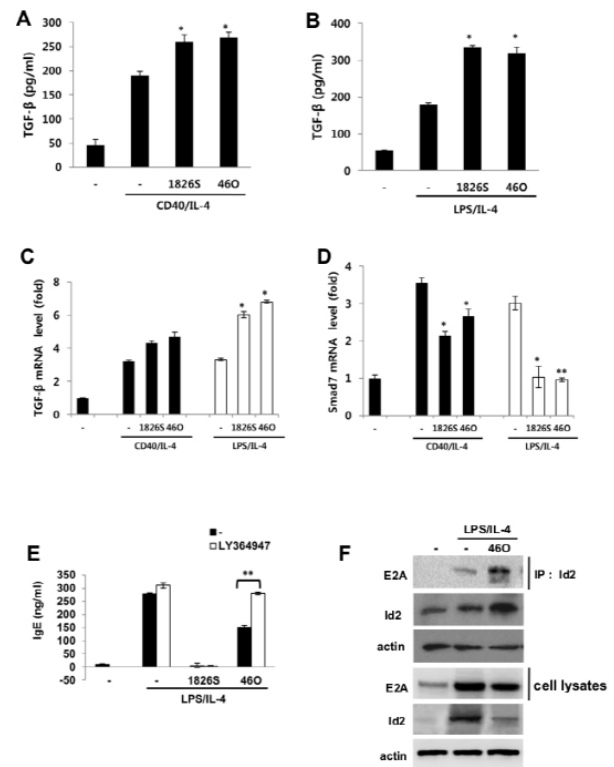 A
TGF-β (pg/ml)
300
250
200
150
100
50
0
*
*
-
-
1826S
46O
CD40/IL-4
B
TGF-β (pg/ml)
400
300
200
100
0
*
*
-
-
1826S
46O
LPS/IL-4
C
TGF-β mRNA level (fold)
8
6
4
2
0
*
*
-
-
1826S 46O
-
1826S 46O
CD40/IL-4
LPS/IL-4
D
Smad7 mRNA level (fold)
4
3
2
1
0
*
*
*
**
-
-
1826S 46O
-
1826S 46O
CD40/IL-4
LPS/IL-4
E
-
LY364947
IgE (ng/ml)
350
300
250
200
150
100
50
0
-50
**
-
-
1826S
46O
LPS/IL-4
F
LPS/IL-4
-
-
46O
E2A
IP : Id2
Id2
actin
E2A
cell lysates
Id2
actin